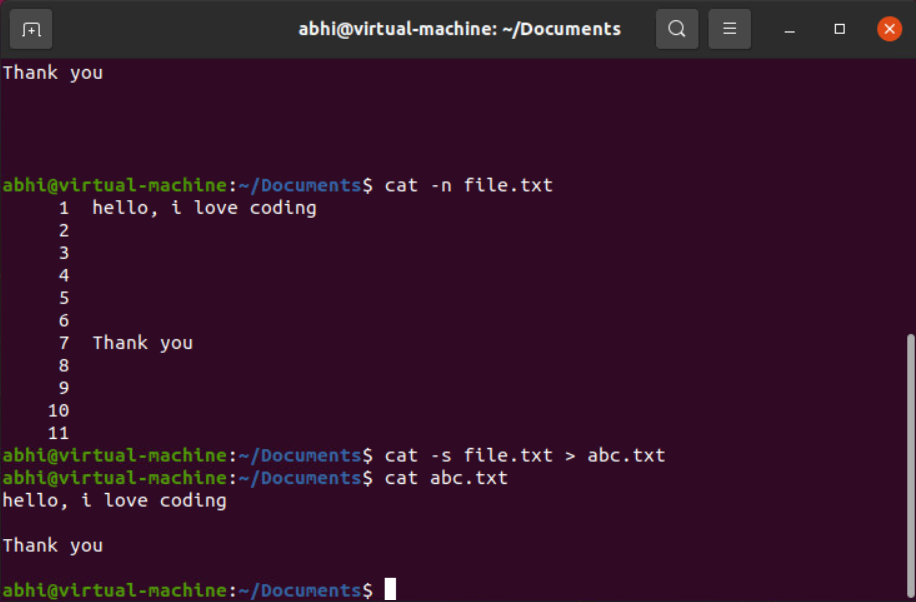 abhi@virtual-machine: ~/Documents
Thank you
abhi@virtual-machine:~/Documents$ cat -n file.txt
1 hello, i love coding
2
3
4
5
6
7 Thank you
8
9
10
11
abhi@virtual-machine:~/Documents$ cat -s file.txt > abc.txt
abhi@virtual-machine:~/Documents$ cat abc.txt
hello, i love coding
Thank you
abhi@virtual-machine:~/Documents$